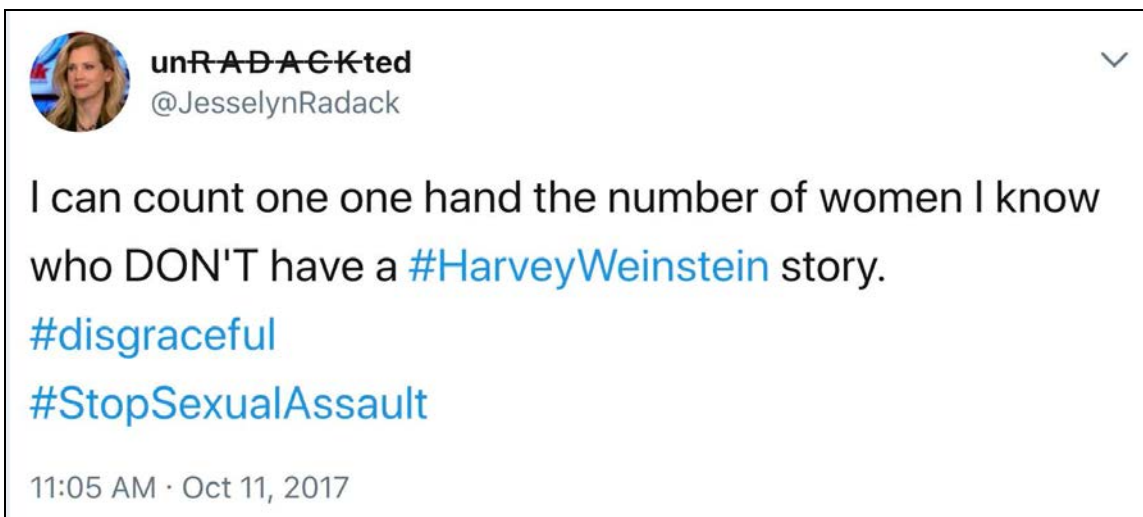 unRADACKted
@JesselynRadack
I can count one one hand the number of women I know
who DON'T have a #HarveyWeinstein story.
#disgraceful
#StopSexualAssault
11:05 AM · Oct 11, 2017